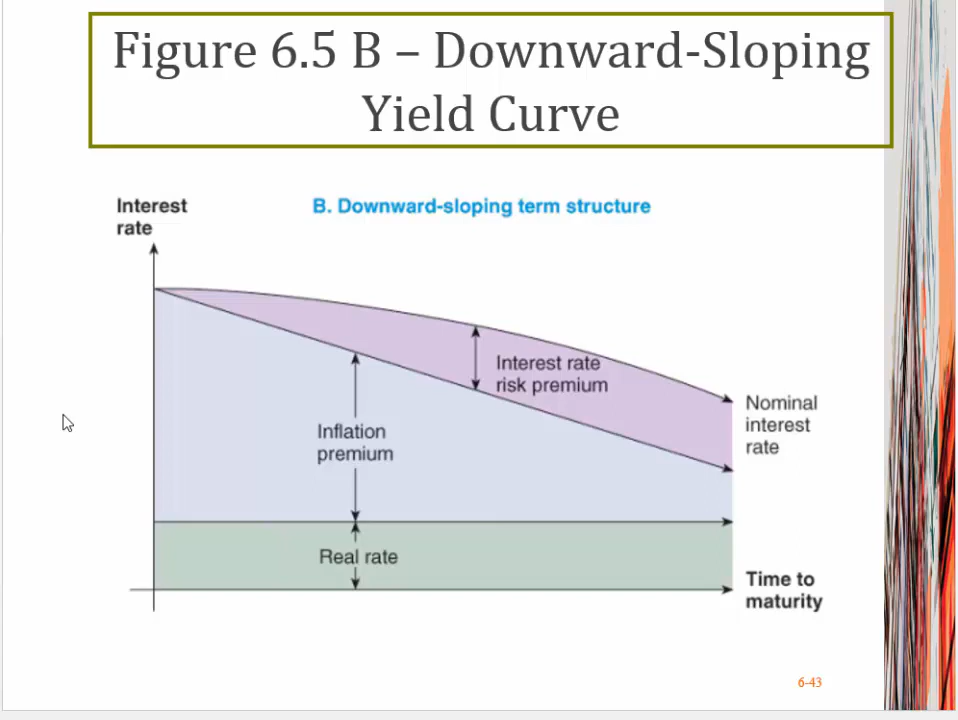 Figure 6.5 B – Downward-Sloping
Yield Curve
Interest
rate
B. Downward-sloping term structure
Interest rate
risk premium
Nominal
interest
rate
Inflation
premium
Real rate
Time to
maturity
6-43